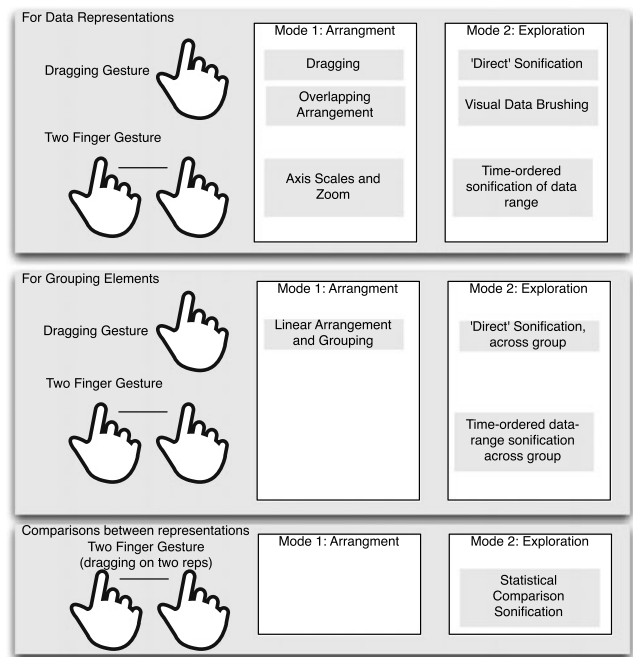 For Data Representations
Mode 1: Arrangment
Mode 2: Exploration
Dragging Gesture
Dragging
'Direct' Sonification
Overlapping
Arrangement
Visual Data Brushing
Two Finger Gesture
Axis Scales and
Zoom
Time-ordered
sonification of data
range
For Grouping Elements
Mode 1: Arrangment
Mode 2: Exploration
Dragging Gesture
Linear Arrangement
and Grouping
'Direct' Sonification,
across group
Two Finger Gesture
Time-ordered data-
range sonification
across group
Comparisons between representations
Two Finger Gesture
(dragging on two reps)
Mode 1: Arrangment
Mode 2: Exploration
Statistical
Comparison
Sonification